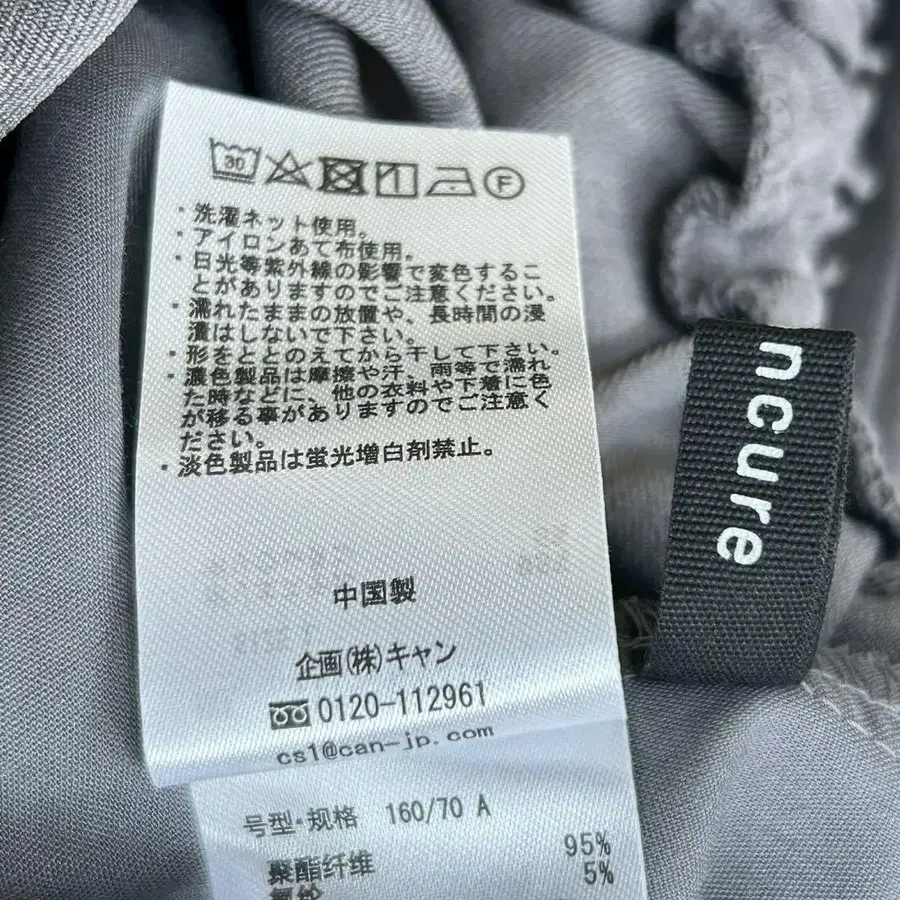 30
F
・洗濯ネット使用。
・アイロンあて布使用。
・日光等紫外線の影響で変色するこ
とがありますのでご注意ください。
・濡れたままの放置や、長時間の浸
漬はしないで下さい。
・形をととのえてから干して下さい。
・濃色製品は摩擦や汗、雨等で濡れ
た時などに、他の衣料や下着に色
が移る事がありますのでご注意く
ださい。
・淡色製品は蛍光増白剤禁止。
中国製
企画(株)キャン
0120-112961
cs1@can-jp.com
号型·规格 160/70 A
聚酯纤维 95%
5%
ncure